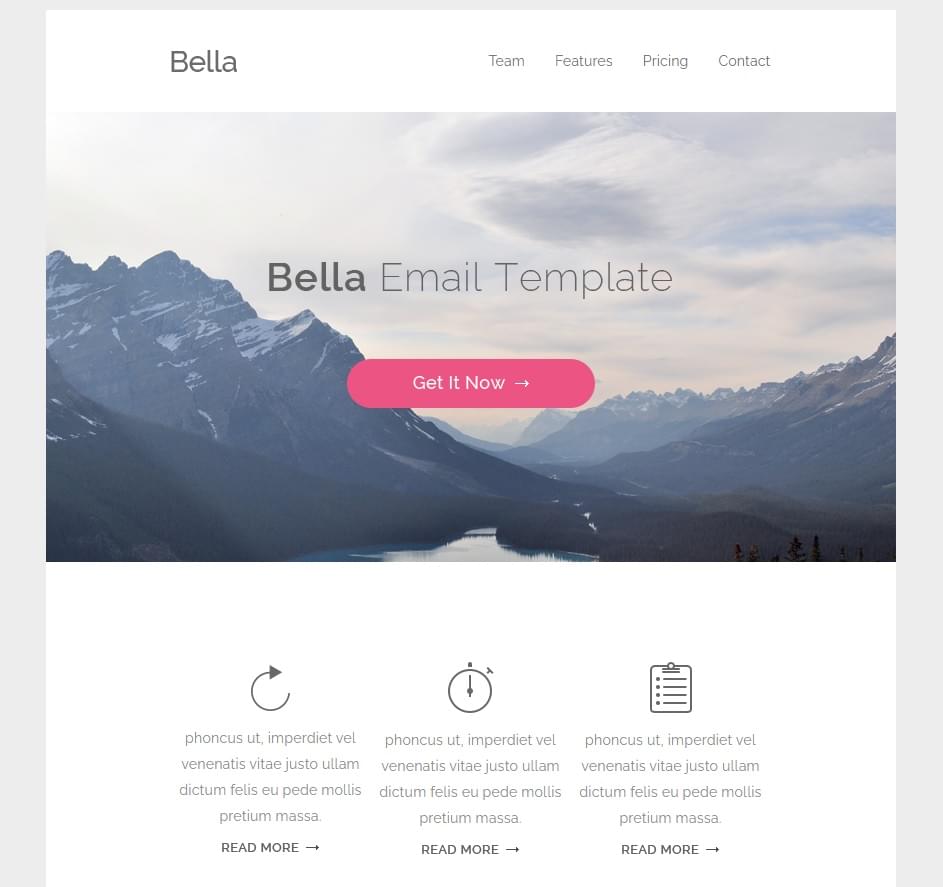 Bella
Team Features Pricing Contact
Bella Email Template
Get It Now →
phoncus ut, imperdiet vel
venenatis vitae justo ullam
dictum felis eu pede mollis
pretium massa.
READ MORE →
phoncus ut, imperdiet vel
venenatis vitae justo ullam
dictum felis eu pede mollis
pretium massa.
READ MORE →
phoncus ut, imperdiet vel
venenatis vitae justo ullam
dictum felis eu pede mollis
pretium massa.
READ MORE →